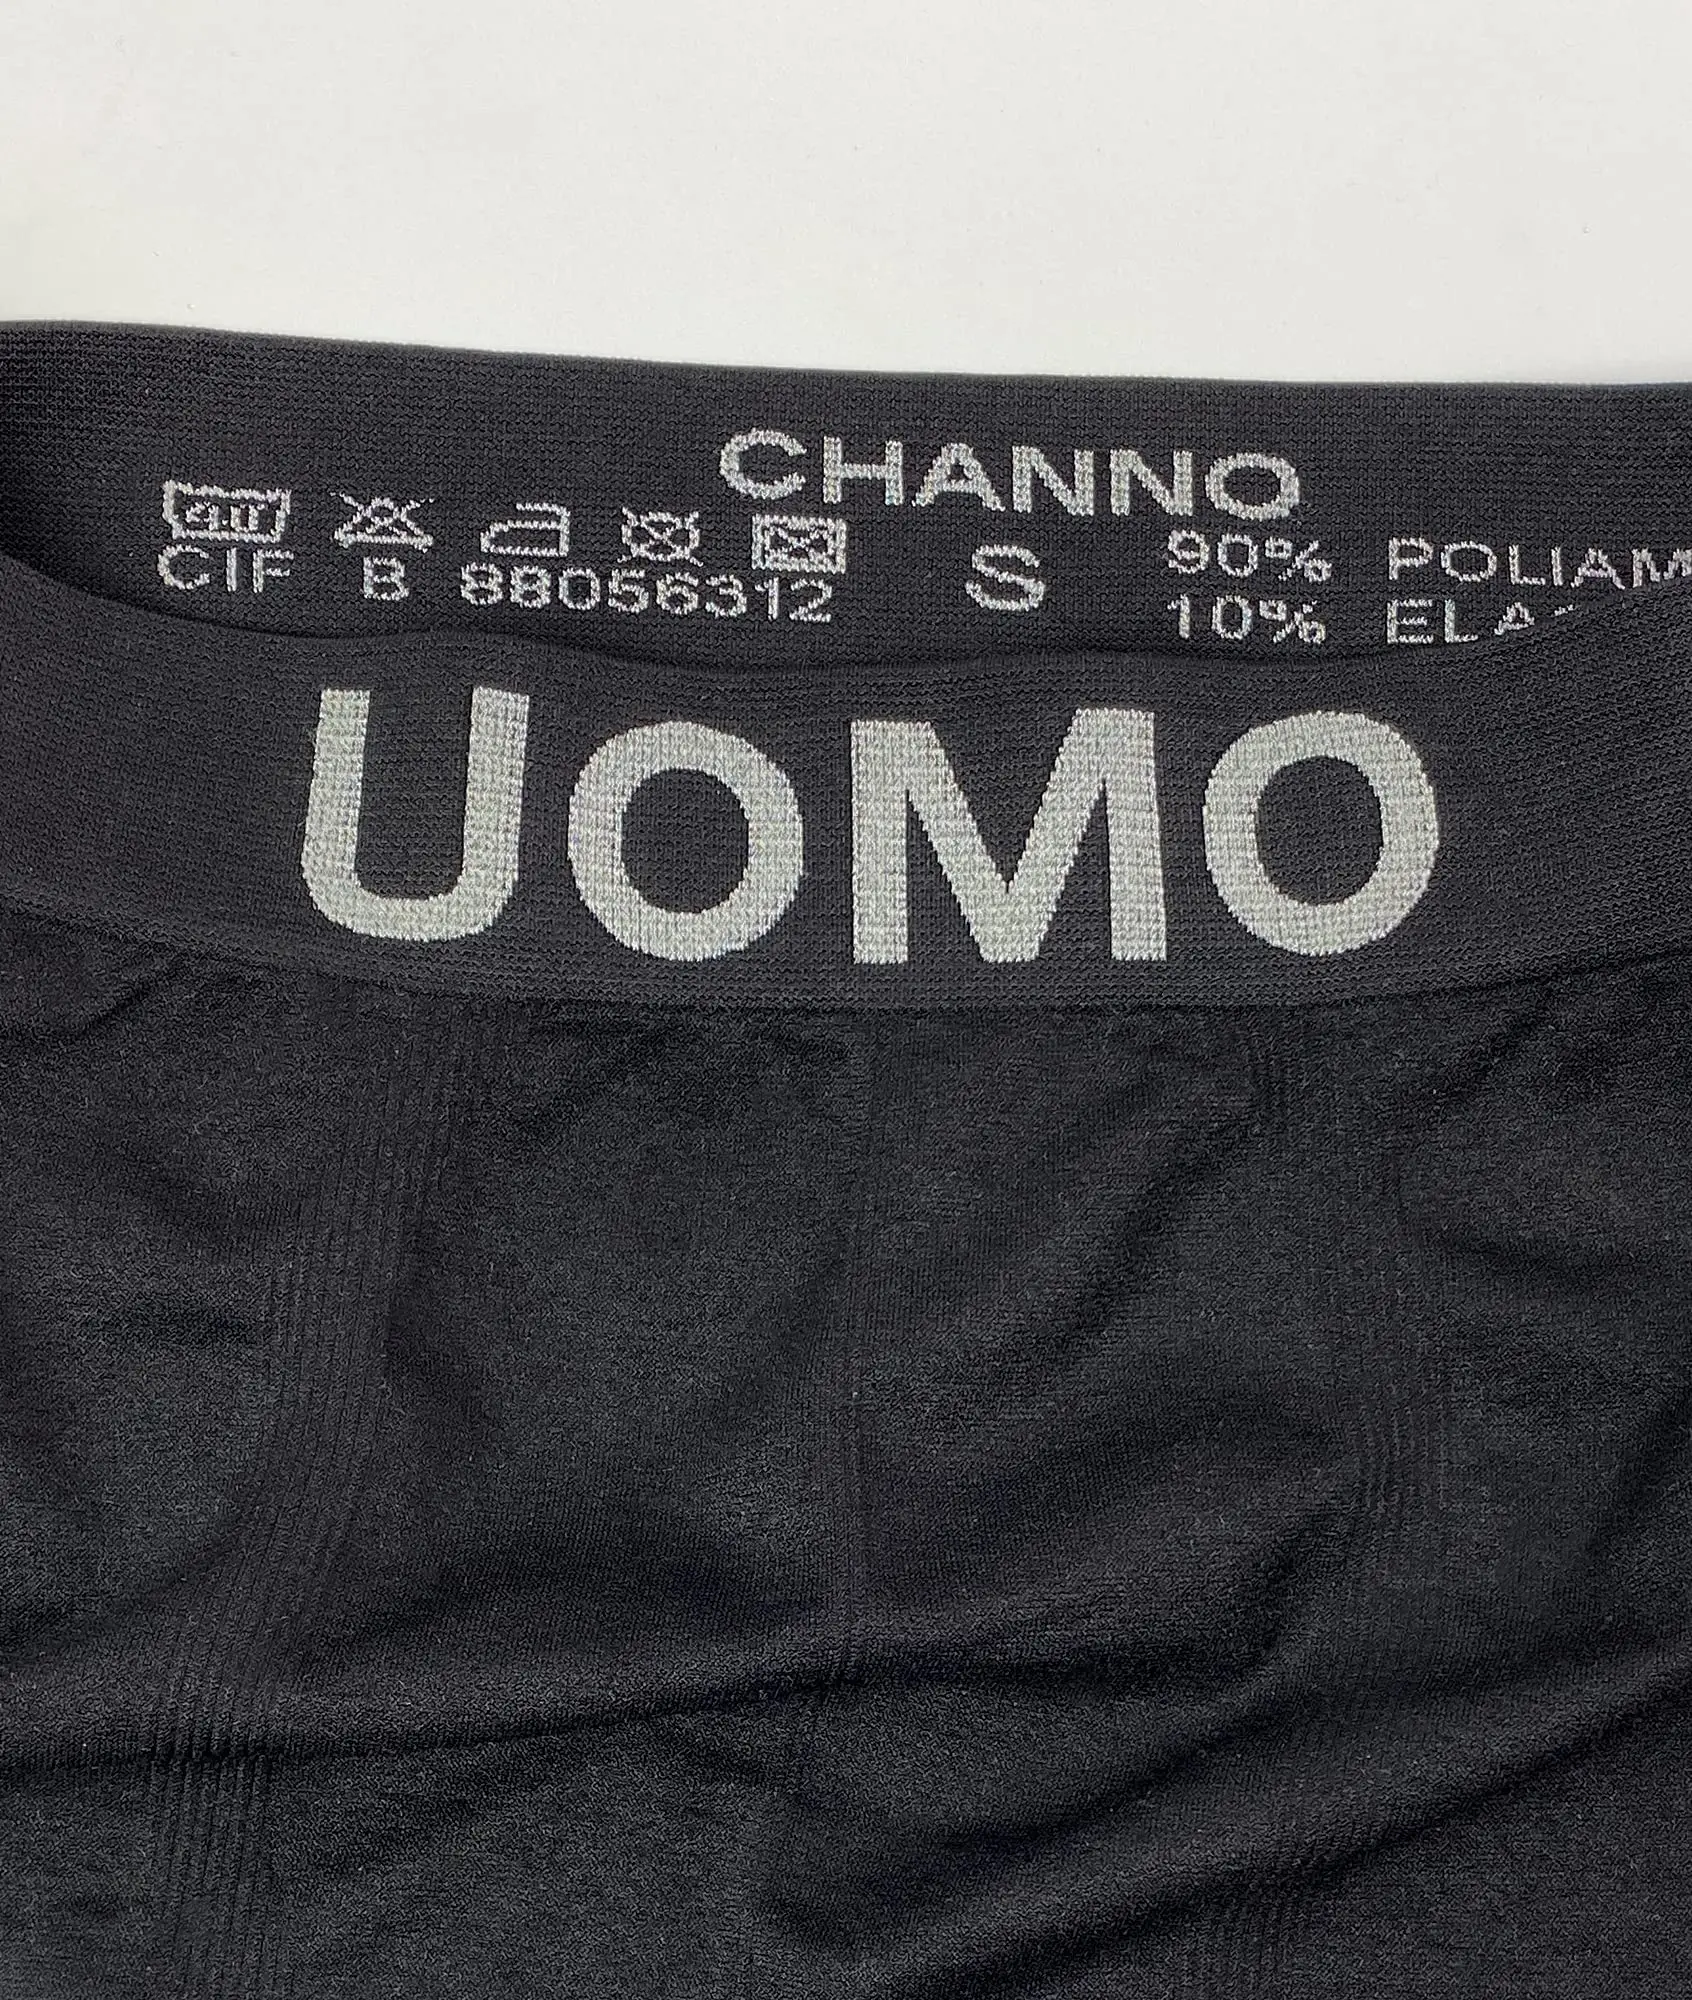 CHANNO
CIF B 88056312
S
90% POLIAM
10% ELA
UOMO